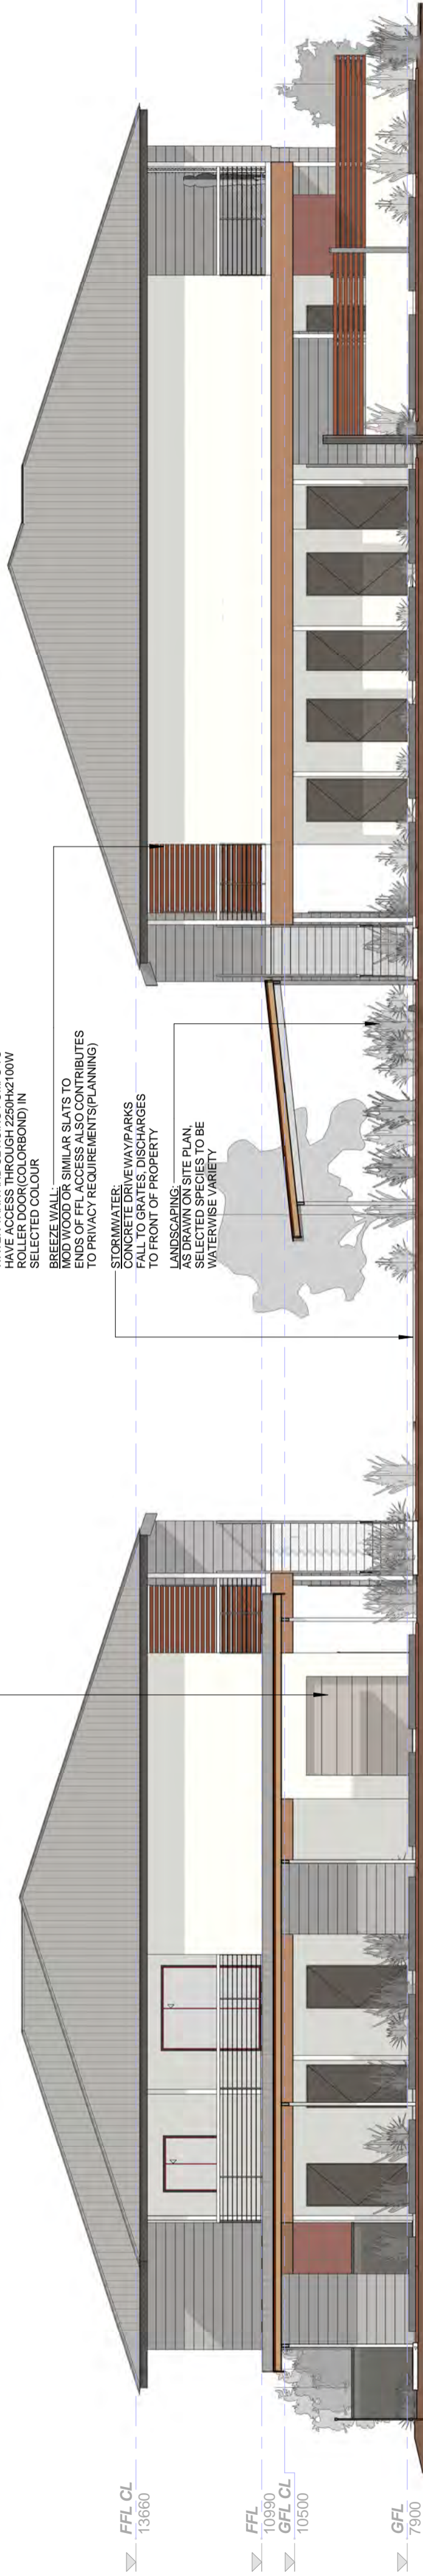 HAVE ACCESS THROUGH 2250Hx2100W
ROLLER DOOR(COLORBOND) IN
SELECTED COLOUR
BREEZE WALL:
MOD WOOD OR SIMILAR SLATS TO
ENDS OF FFL ACCESS ALSO CONTRIBUTES
TO PRIVACY REQUIREMENTS(PLANNING)
STORMWATER:
CONCRETE DRIVEWAY/PARKS
FALL TO GRATES, DISCHARGES
TO FRONT OF PROPERTY
LANDSCAPING:
AS DRAWN ON SITE PLAN,
SELECTED SPECIES TO BE
WATERWISE VARIETY
FFL CL
13660
FFL
10990
GFL CL
10500
GFL
7900